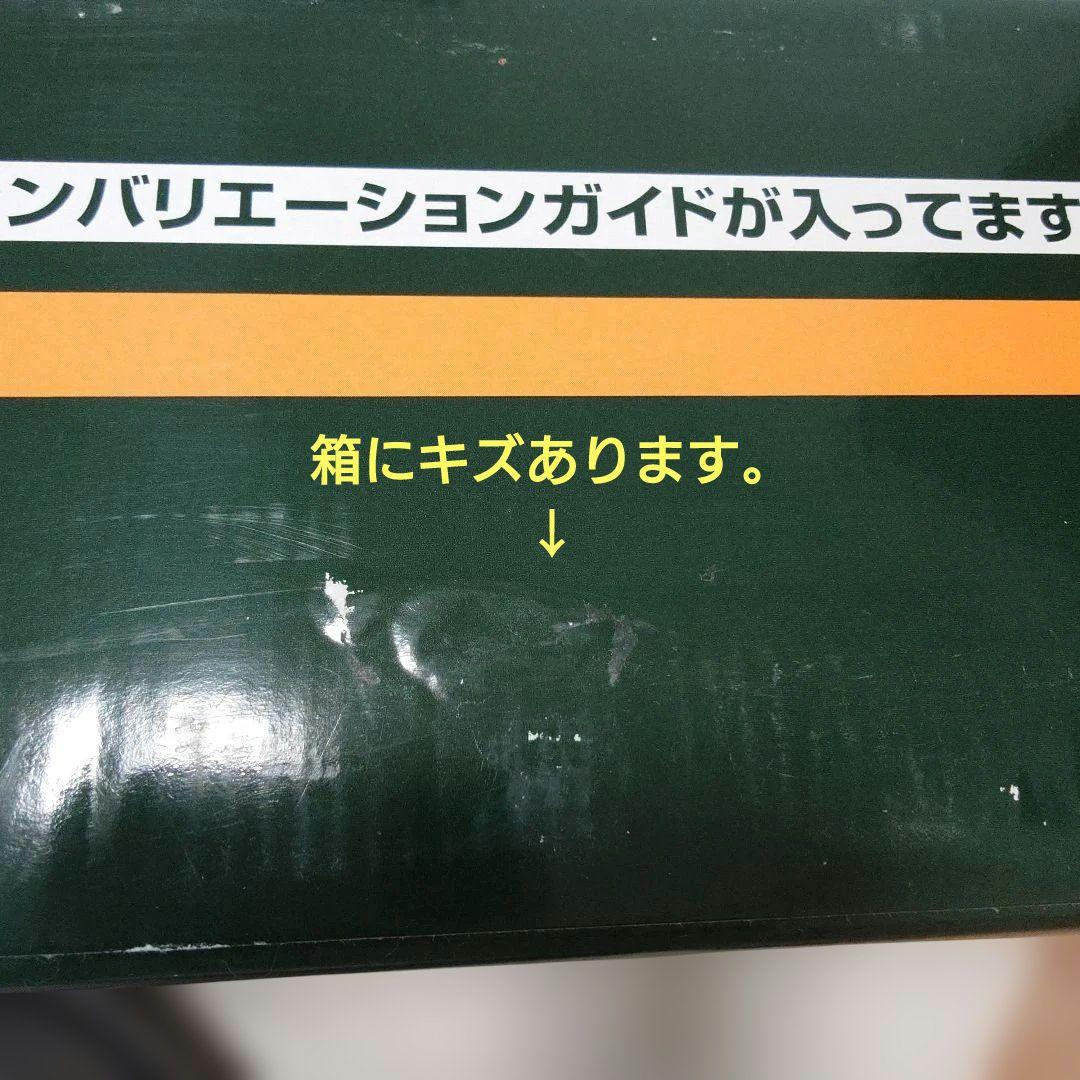 ンバリエーションガイドが入ってます
箱にキズあります。
↓